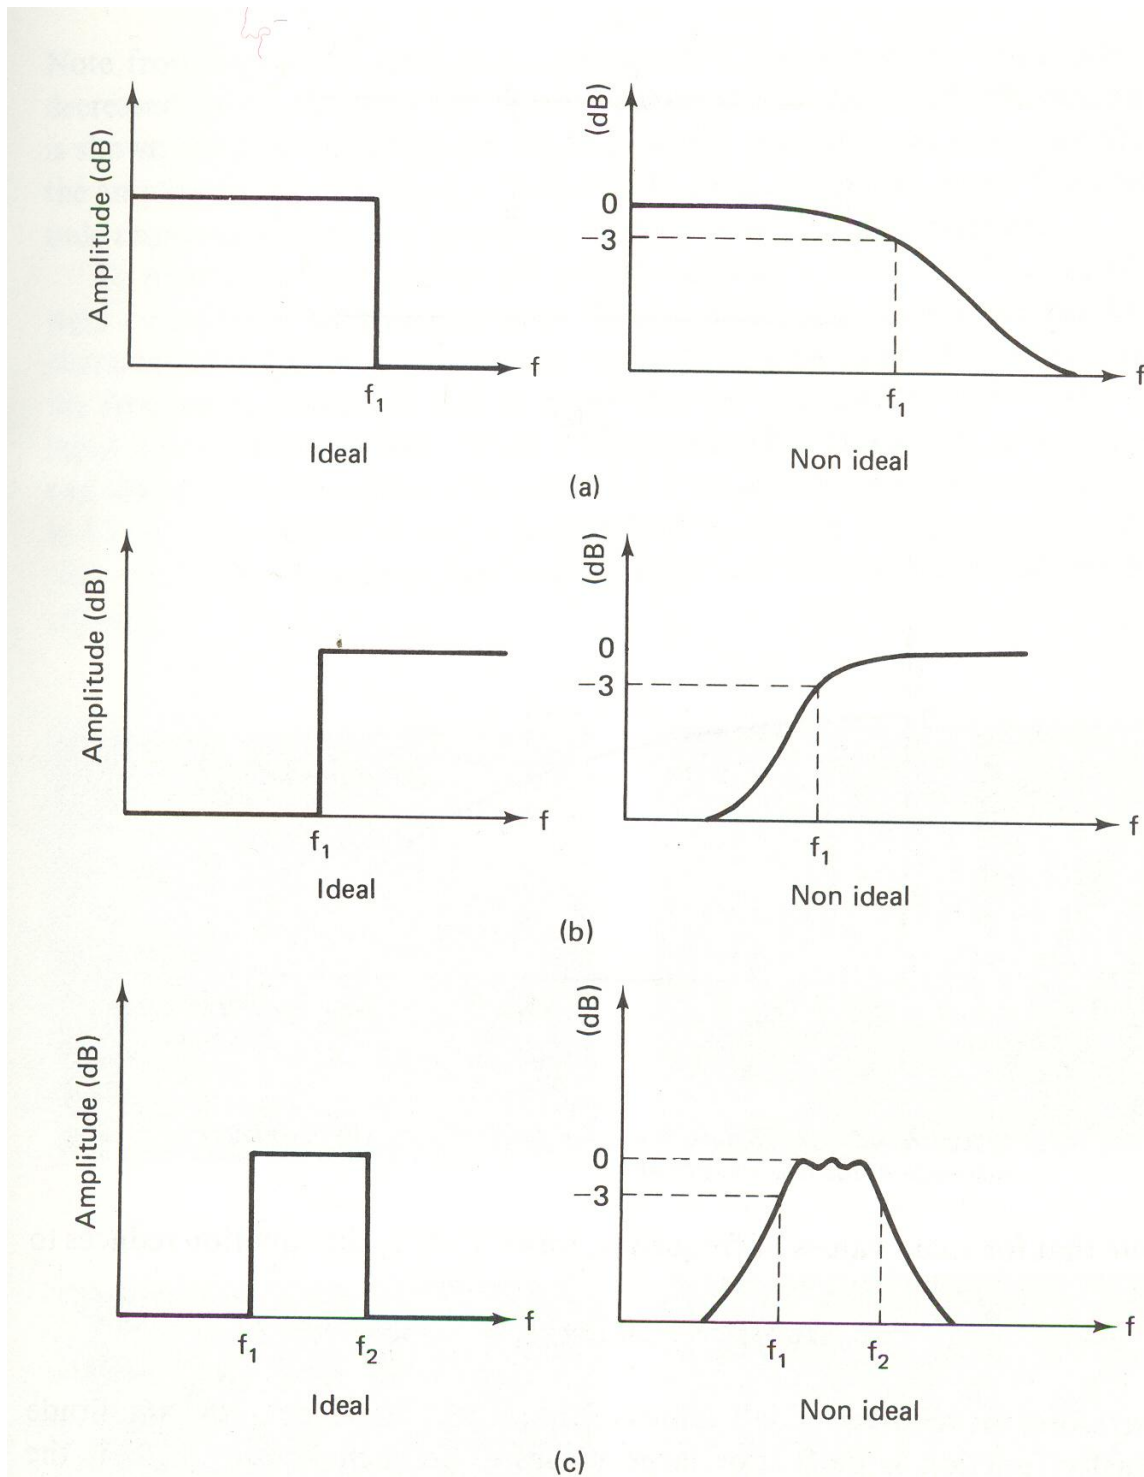 Amplitude (dB)
f
f₁
Ideal
(dB)
0
−3
f
f₁
Non ideal
(a)
Amplitude (dB)
f
f₁
Ideal
(dB)
0
−3
f
f₁
Non ideal
(b)
Amplitude (dB)
f
f₁ f₂
Ideal
(dB)
0
−3
f
f₁ f₂
Non ideal
(c)